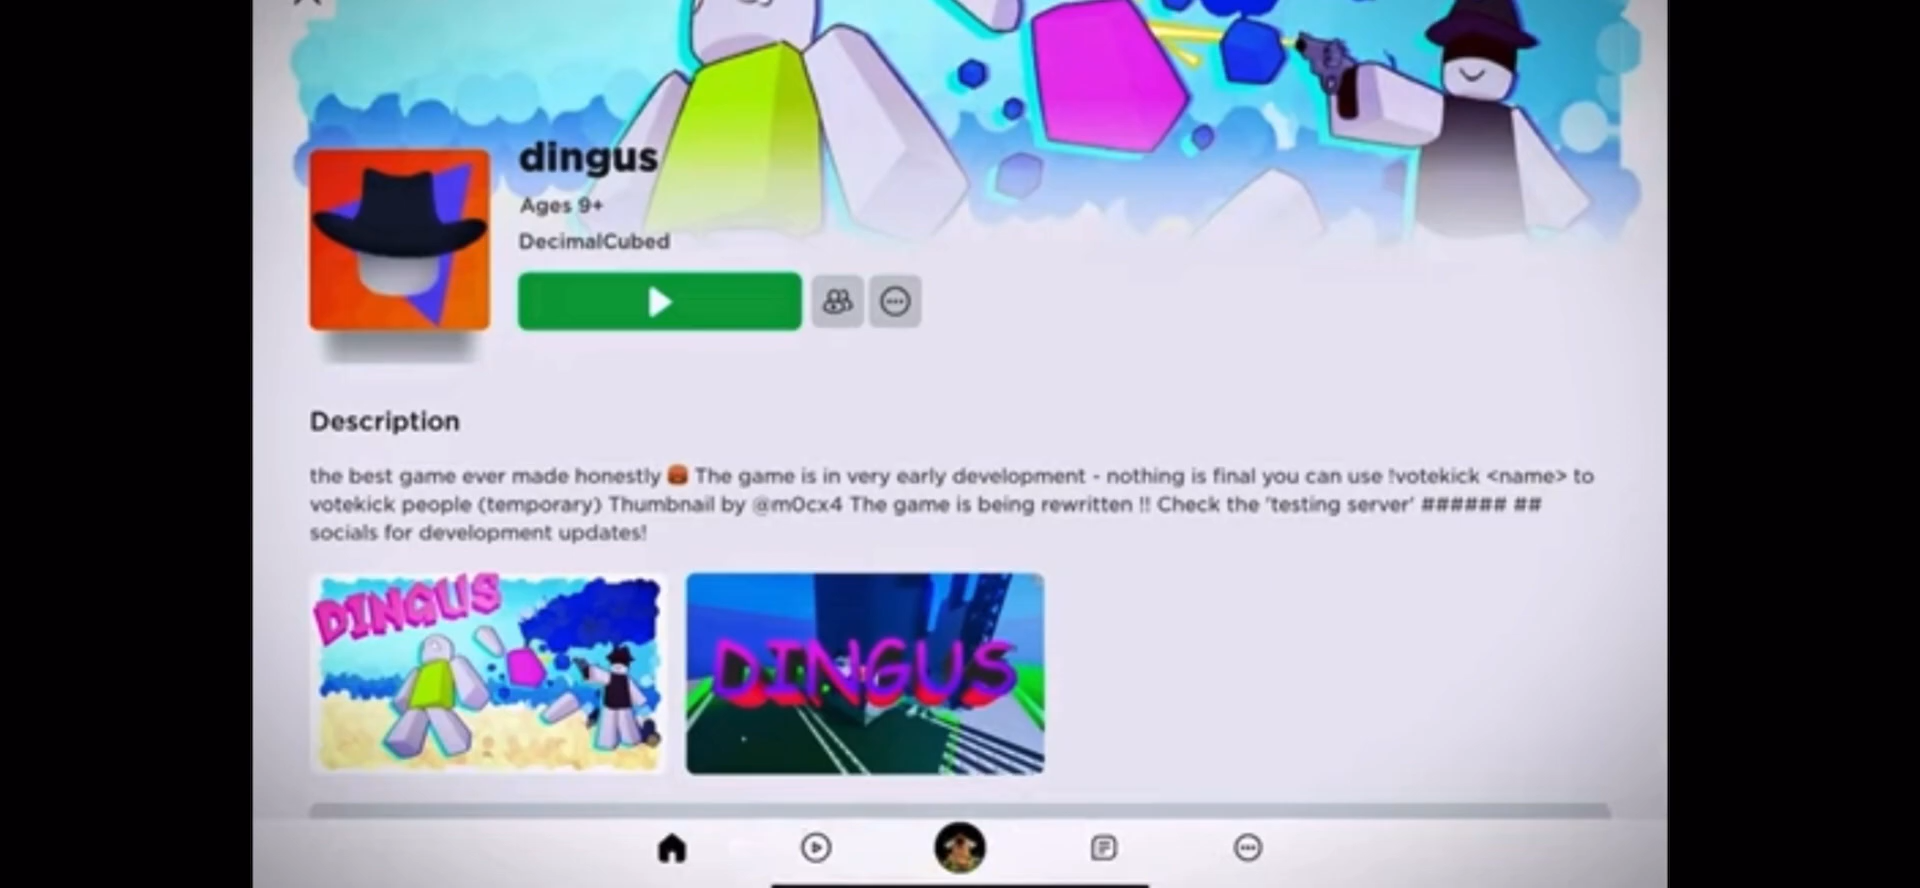 dingus
Ages 9+
DecimalCubed
Description
the best game ever made honestly The game is in very early development - nothing is final you can use !votekick <name> to
votekick people (temporary) Thumbnail by @m0cx4 The game is being rewritten !! Check the 'testing server' ###### ##
socials for development updates!
DINGUS
DINGUS